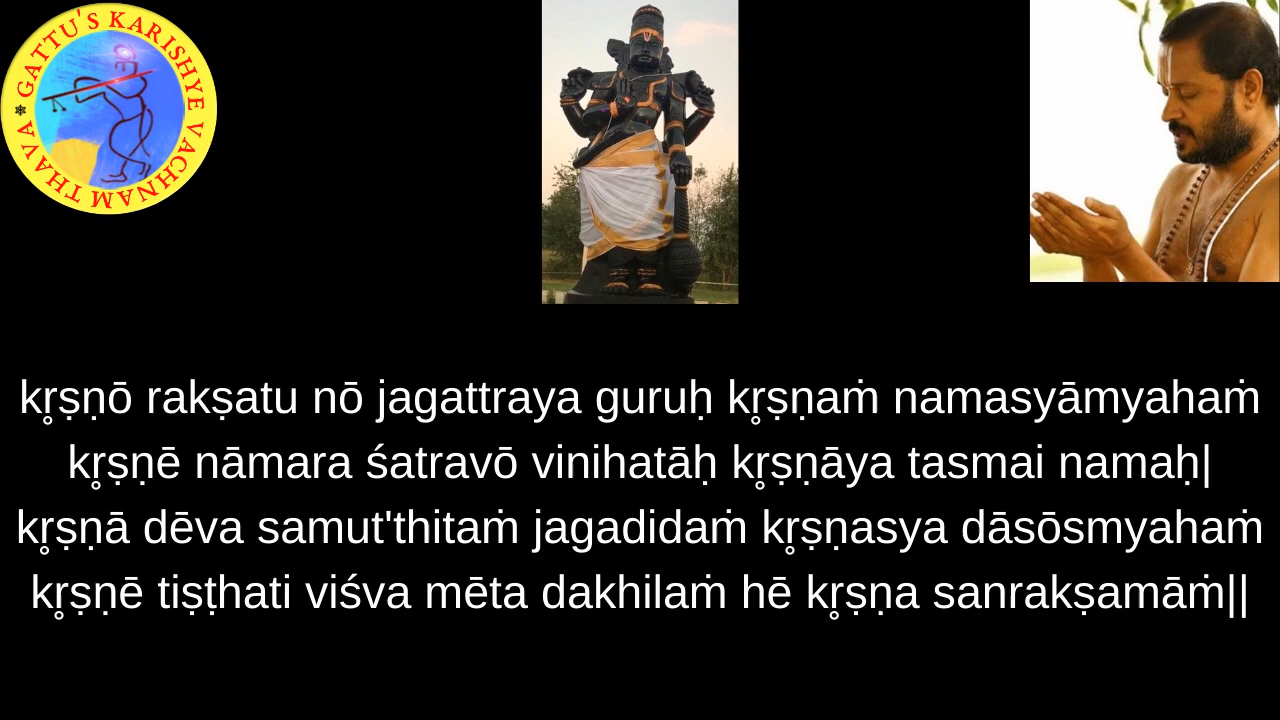 GATTU'S KARISHYE VACHNAM THAVA
kr̥ṣṇō rakṣatu nō jagattraya guruḥ kr̥ṣṇaṁ namasyāmyahaṁ
kr̥ṣṇē nāmara śatravō vinihatāḥ kr̥ṣṇāya tasmai namaḥ|
kr̥ṣṇā dēva samut'thitaṁ jagadidaṁ kr̥ṣṇasya dāsōsmyahaṁ
kr̥ṣṇē tiṣṭhati viśva mēta dakhilaṁ hē kr̥ṣṇa sanrakṣamāṁ||